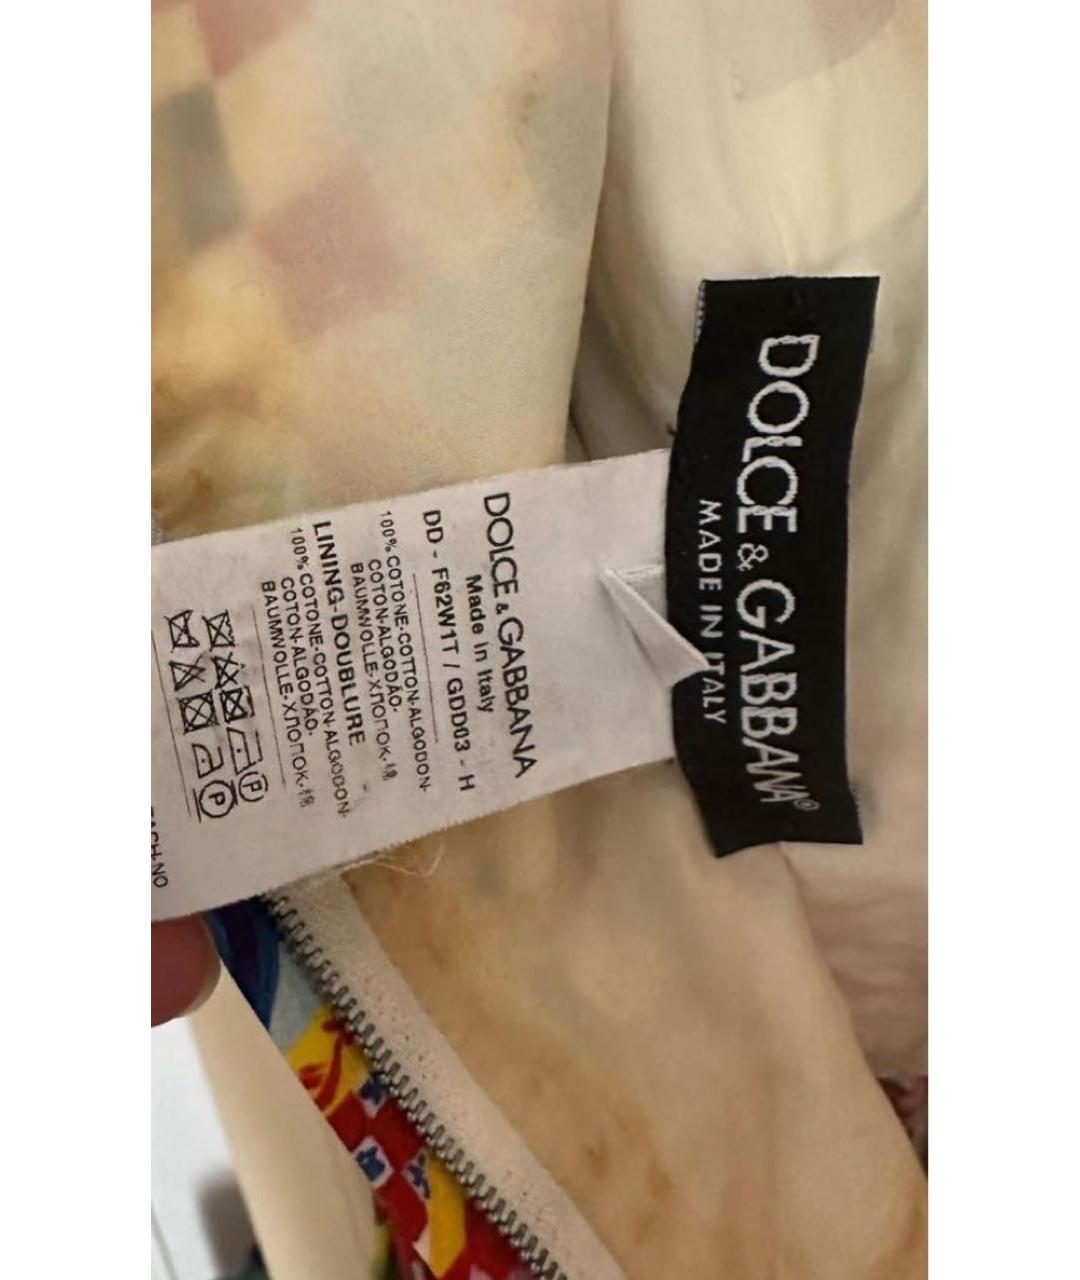 DOLCE & GABBANA®
MADE IN ITALY
DOLCE & GABBANA
Made in Italy
DD - F62W1T / GDD03 - H
100% COTONE-COTTON-ALGODON-
COTON-ALGODÃO-
BAUMWOLLE-ХЛОПОК-棉
LINING-DOUBLURE
100% COTONE-COTTON-ALGODON-
COTON-ALGODÃO-
BAUMWOLLE-ХЛОПОК-棉
P
P